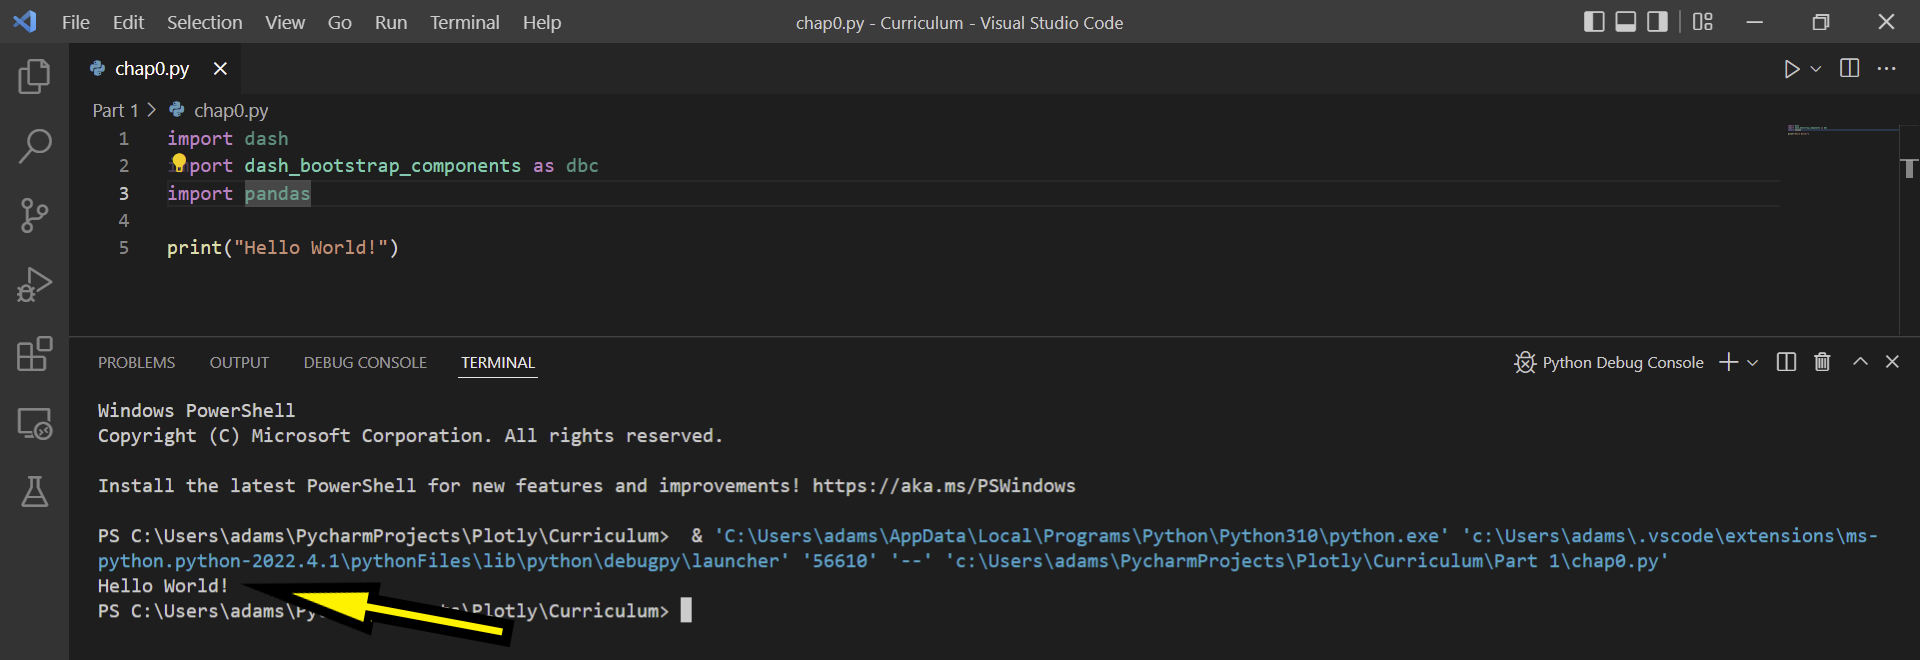 File Edit Selection View Go Run Terminal Help chap0.py - Curriculum - Visual Studio Code
chap0.py
Part 1 > chap0.py
1 import dash
2 import dash_bootstrap_components as dbc
3 import pandas
4
5 print("Hello World!")
PROBLEMS OUTPUT DEBUG CONSOLE TERMINAL Python Debug Console
Windows PowerShell
Copyright (C) Microsoft Corporation. All rights reserved.
Install the latest PowerShell for new features and improvements! https://aka.ms/PSWindows
PS C:\Users\adams\PycharmProjects\Plotly\Curriculum>  & 'C:\Users\adams\AppData\Local\Programs\Python\Python310\python.exe' 'c:\Users\adams\.vscode\extensions\ms-
python.python-2022.4.1\pythonFiles\lib\python\debugpy\launcher' '56610' '--' 'c:\Users\adams\PycharmProjects\Plotly\Curriculum\Part 1\chap0.py'
Hello World!
PS C:\Users\adams\PycharmProjects\Plotly\Curriculum>